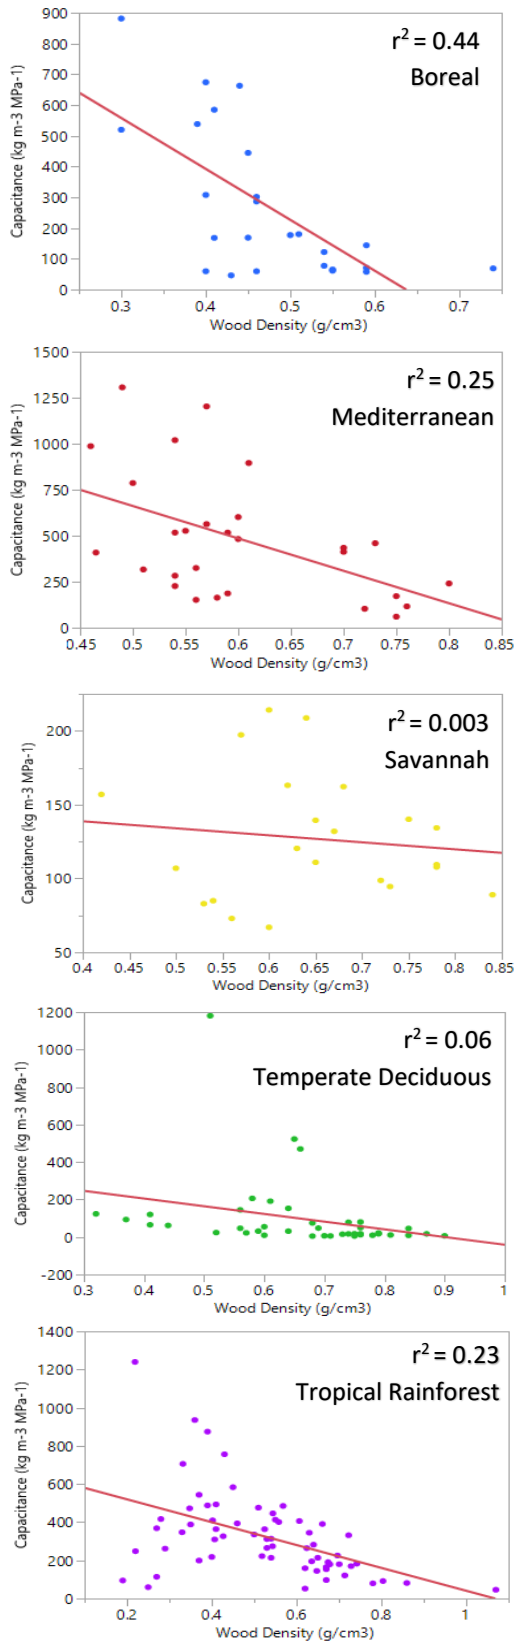 900
800
700
600
500
400
300
200
100
0
Capacitance (kg m-3 MPa-1)
r² = 0.44
Boreal
0.3 0.4 0.5 0.6 0.7
Wood Density (g/cm3)
1500
1250
1000
750
500
250
0
Capacitance (kg m-3 MPa-1)
r² = 0.25
Mediterranean
0.45 0.5 0.55 0.6 0.65 0.7 0.75 0.8 0.85
Wood Density (g/cm3)
200
150
100
50
Capacitance (kg m-3 MPa-1)
r² = 0.003
Savannah
0.4 0.45 0.5 0.55 0.6 0.65 0.7 0.75 0.8 0.85
Wood Density (g/cm3)
1200
1000
800
600
400
200
0
-200
Capacitance (kg m-3 MPa-1)
r² = 0.06
Temperate Deciduous
0.3 0.4 0.5 0.6 0.7 0.8 0.9 1
Wood Density (g/cm3)
1400
1200
1000
800
600
400
200
0
Capacitance (kg m-3 MPa-1)
r² = 0.23
Tropical Rainforest
0.2 0.4 0.6 0.8 1
Wood Density (g/cm3)